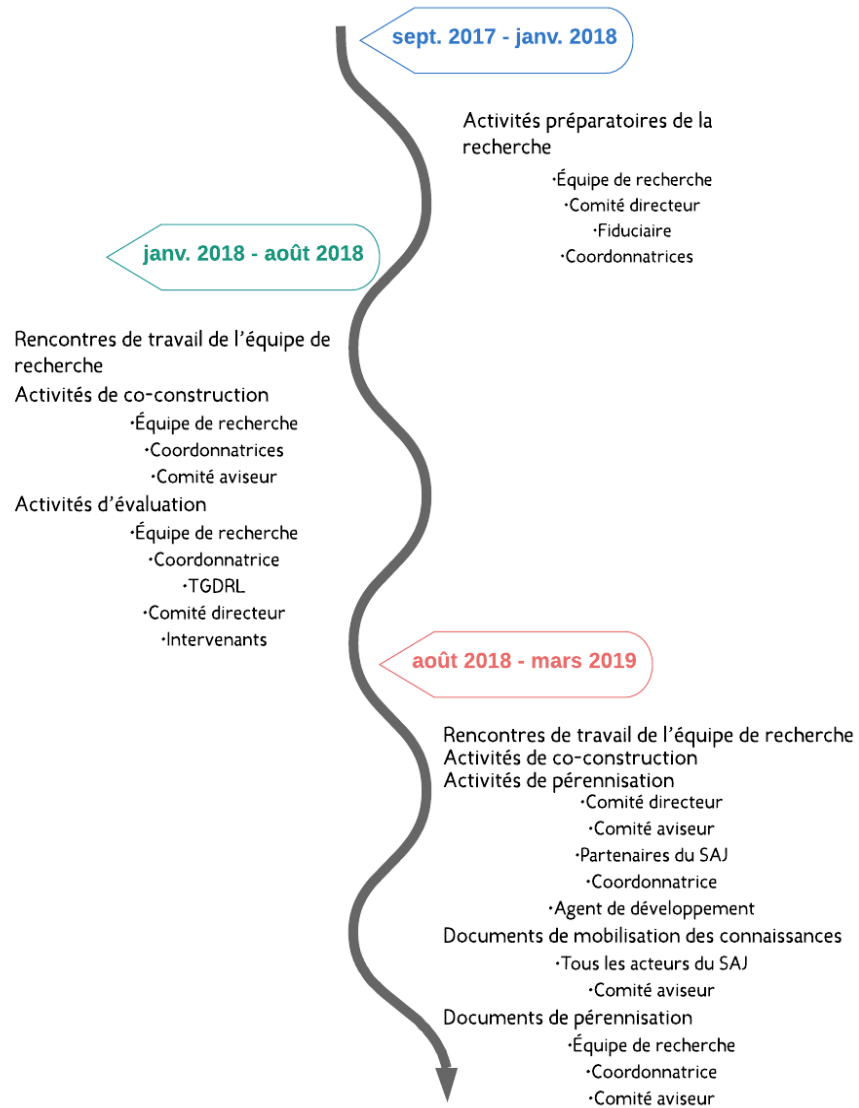 sept. 2017 - janv. 2018
Activités préparatoires de la
recherche
•Équipe de recherche
•Comité directeur
•Fiduciaire
•Coordonnatrices
janv. 2018 - août 2018
Rencontres de travail de l'équipe de
recherche
Activités de co-construction
•Équipe de recherche
•Coordonnatrices
•Comité aviseur
Activités d'évaluation
•Équipe de recherche
•Coordonnatrice
•TGDRL
•Comité directeur
•Intervenants
août 2018 - mars 2019
Rencontres de travail de l'équipe de recherche
Activités de co-construction
Activités de pérennisation
•Comité directeur
•Comité aviseur
•Partenaires du SAJ
•Coordonnatrice
•Agent de développement
Documents de mobilisation des connaissances
•Tous les acteurs du SAJ
•Comité aviseur
Documents de pérennisation
•Équipe de recherche
•Coordonnatrice
•Comité aviseur